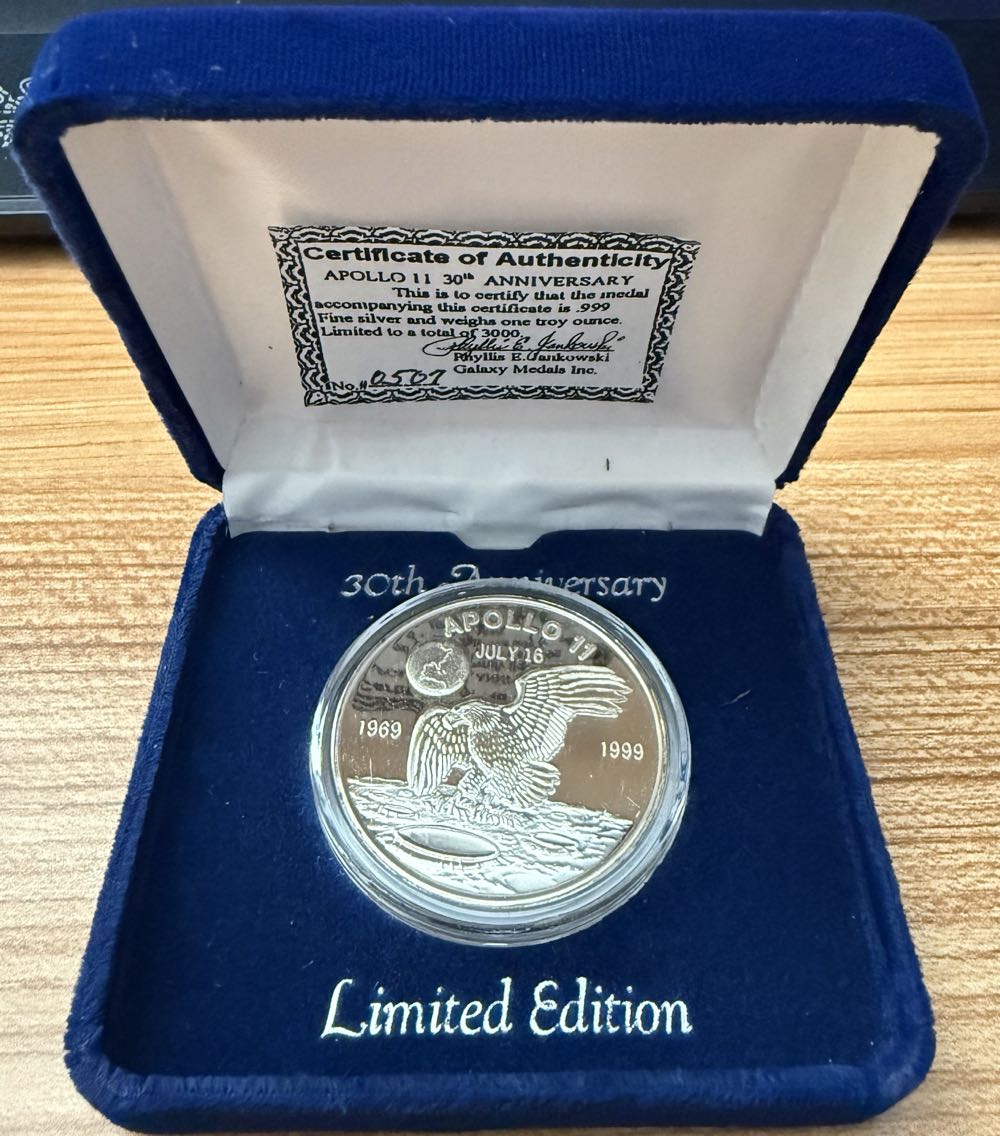 Certificate of Authenticity
APOLLO 11 30th ANNIVERSARY
This is to certify that the medal
accompanying this certificate is .999
Fine silver and weighs one troy ounce.
Limited to a total of 3000.
Phyllis E. Jankowski
Phyllis E. Jankowski
Galaxy Medals Inc.
No.# 0507
30th Anniversary
APOLLO 11
JULY 16
1969
1999
Limited Edition